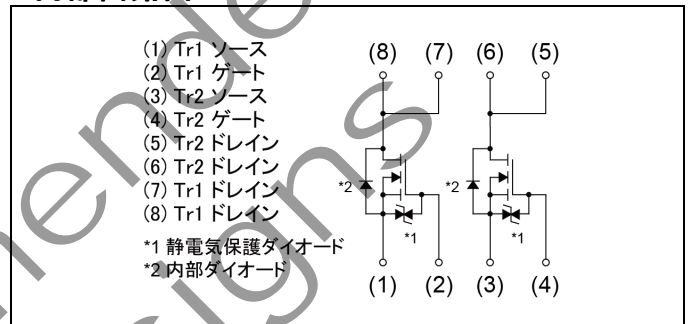 (1) Tr1 ソース
(2) Tr1 ゲート
(3) Tr2 ソース
(4) Tr2 ゲート
(5) Tr2 ドレイン
(6) Tr2 ドレイン
(7) Tr1 ドレイン
(8) Tr1 ドレイン
*1 静電気保護ダイオード
*2 内部ダイオード
(8) (7) (6) (5)
*2 *2
*1 *1
(1) (2) (3) (4)